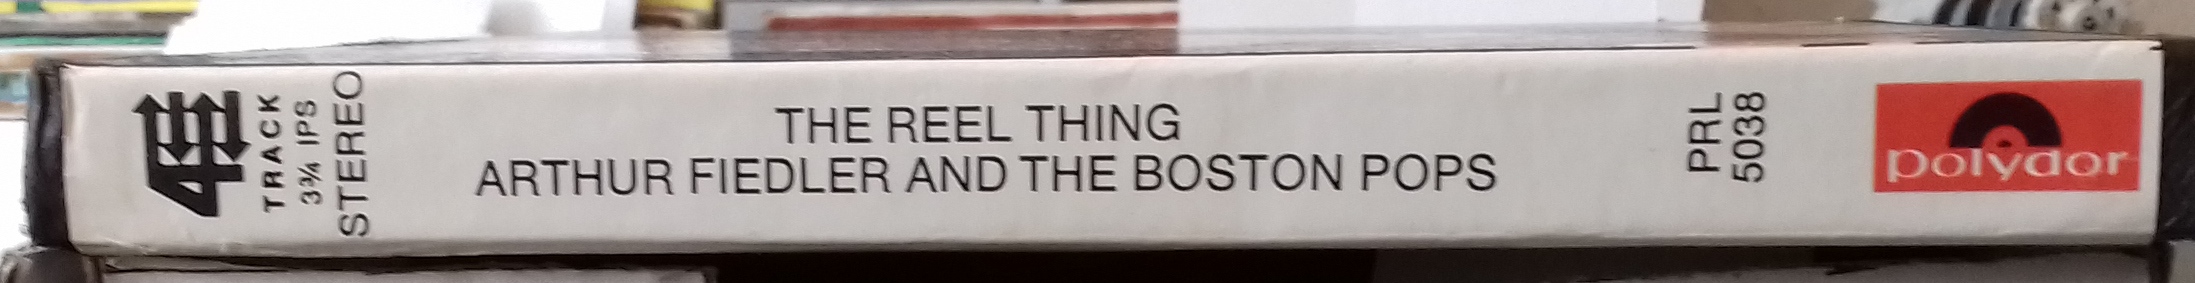 4
TRACK
3¾ IPS
STEREO
THE REEL THING
ARTHUR FIEDLER AND THE BOSTON POPS
PRL
5038
polydor